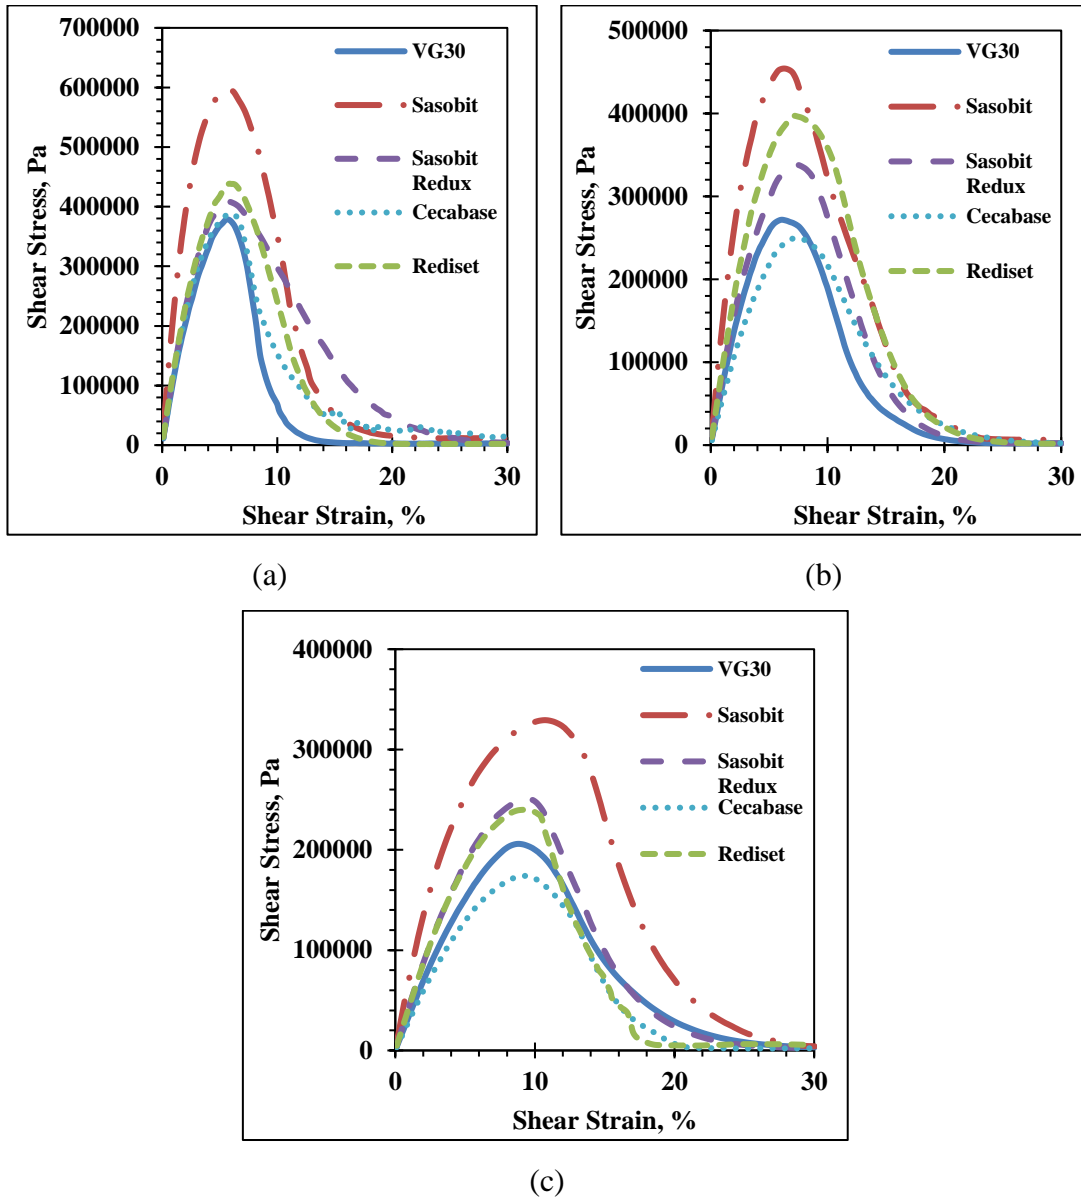 700000
600000
500000
400000
300000
200000
100000
0
0 10 20 30
Shear Stress, Pa
Shear Strain, %
VG30
Sasobit
Sasobit
Redux
Cecabase
Rediset
(a)
500000
400000
300000
200000
100000
0
0 10 20 30
Shear Stress, Pa
Shear Strain, %
VG30
Sasobit
Sasobit
Redux
Cecabase
Rediset
(b)
400000
300000
200000
100000
0
0 10 20 30
Shear Stress, Pa
Shear Strain, %
VG30
Sasobit
Sasobit
Redux
Cecabase
Rediset
(c)